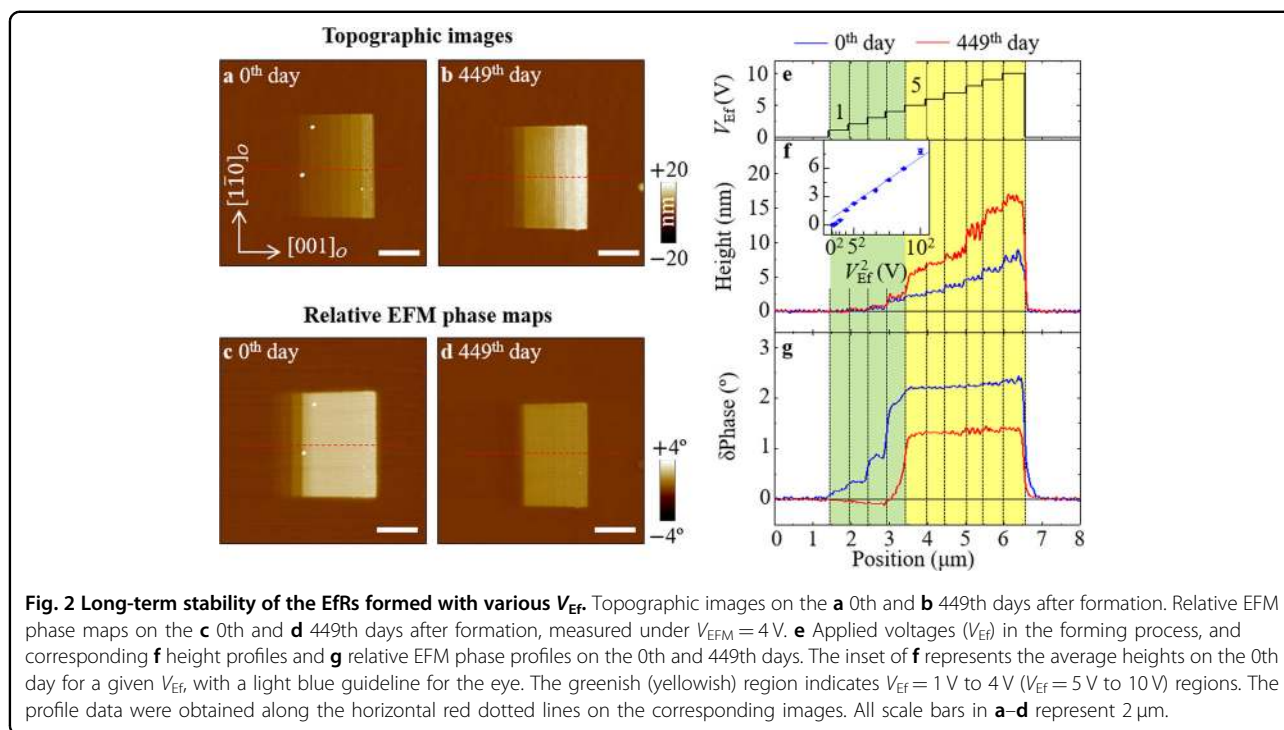 Topographic images
a 0th day
b 449th day
[11̅0]O
[001]O
+20
nm
−20
Relative EFM phase maps
c 0th day
d 449th day
+4°
−4°
0th day
449th day
e
VEf(V)
10
5
0
1
5
f
Height (nm)
25
20
15
10
5
0
6
3
0
0² 5² 10²
V²Ef (V)
g
δPhase (°)
3
2
1
0
0 1 2 3 4 5 6 7 8
Position (μm)
Fig. 2 Long-term stability of the EfRs formed with various VEf. Topographic images on the a 0th and b 449th days after formation. Relative EFM
phase maps on the c 0th and d 449th days after formation, measured under VEFM = 4 V. e Applied voltages (VEf) in the forming process, and
corresponding f height profiles and g relative EFM phase profiles on the 0th and 449th days. The inset of f represents the average heights on the 0th
day for a given VEf, with a light blue guideline for the eye. The greenish (yellowish) region indicates VEf = 1 V to 4 V (VEf = 5 V to 10 V) regions. The
profile data were obtained along the horizontal red dotted lines on the corresponding images. All scale bars in a–d represent 2 μm.